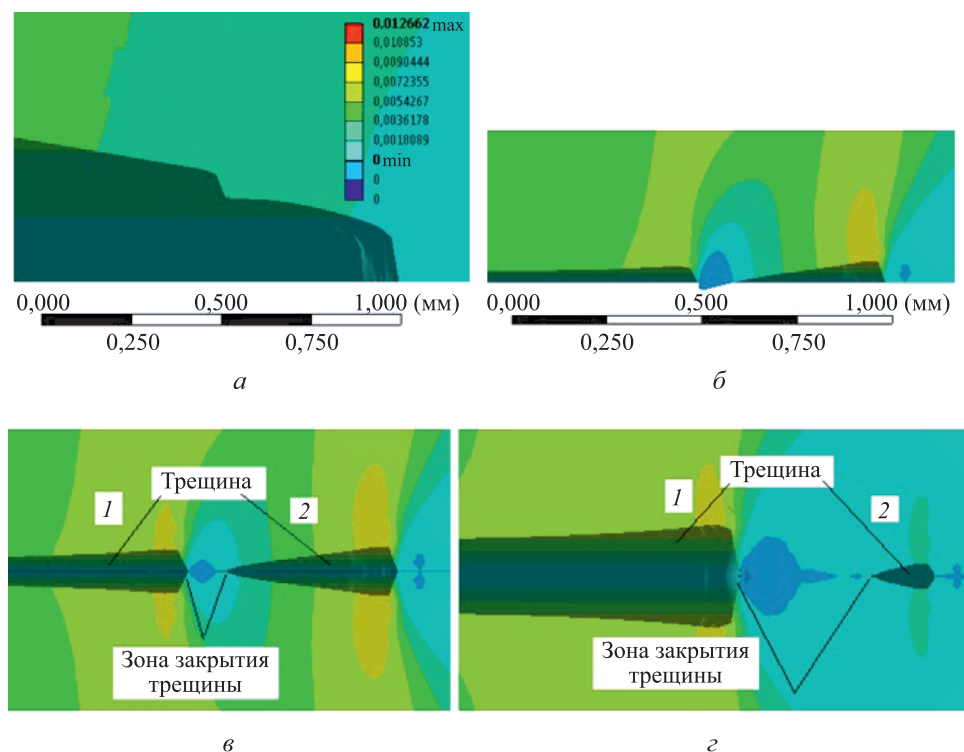 0,012662 max
0,010853
0,0090444
0,0072355
0,0054267
0,0036178
0,0018089
0 min
0
0
0,000 0,500 1,000 (мм)
0,250 0,750
а
0,000 0,500 1,000 (мм)
0,250 0,750
б
Трещина
1 2
Зона закрытия
трещины
в
Трещина
1 2
Зона закрытия
трещины
г